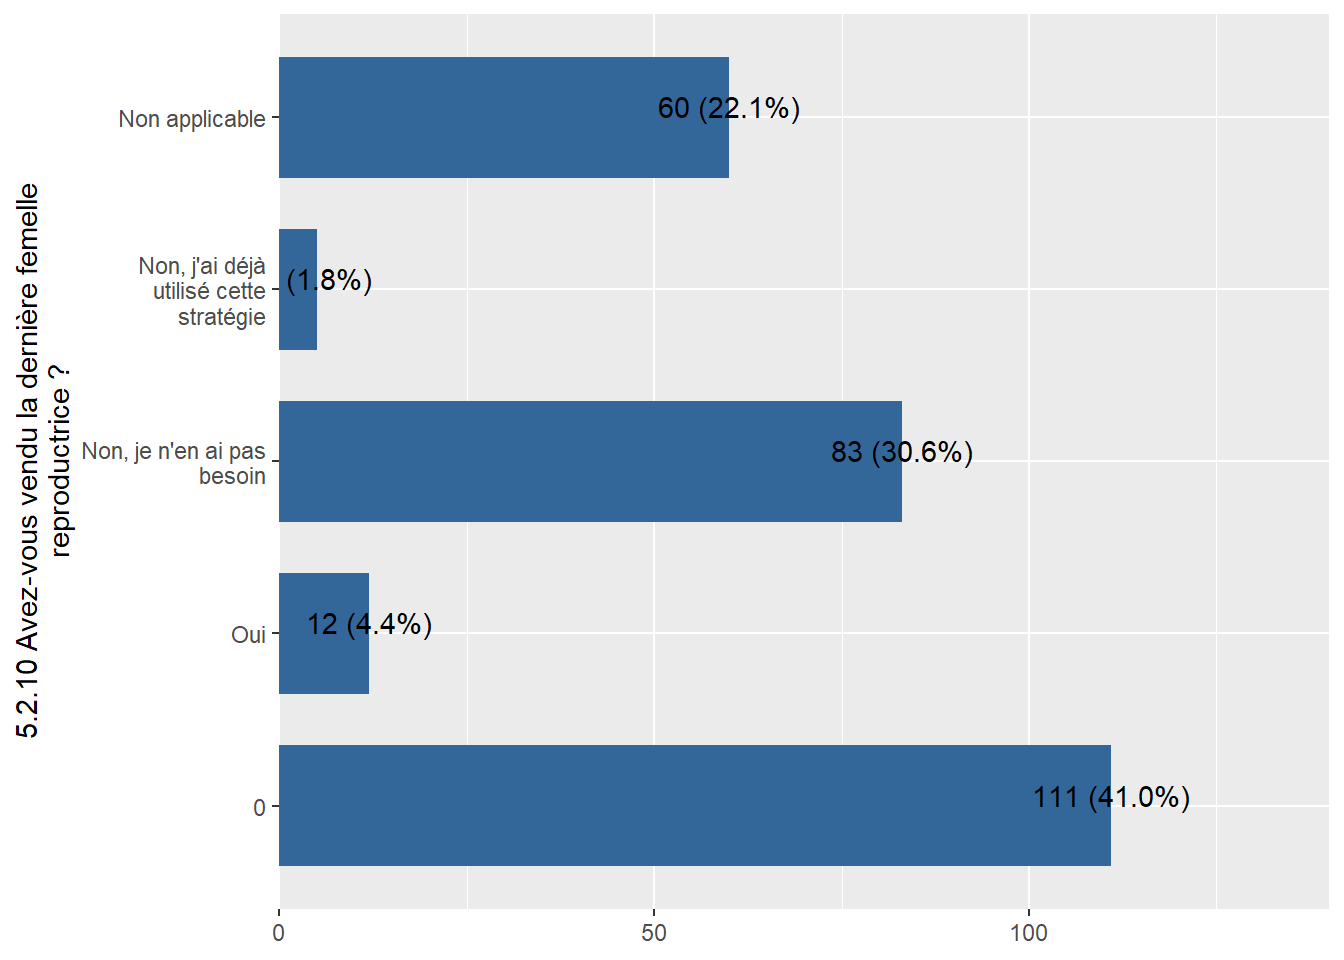 5.2.10 Avez-vous vendu la dernière femelle
reproductrice ?
Non applicable
60 (22.1%)
Non, j'ai déjà
utilisé cette
stratégie
(1.8%)
Non, je n'en ai pas
besoin
83 (30.6%)
Oui
12 (4.4%)
0
111 (41.0%)
0
50
100